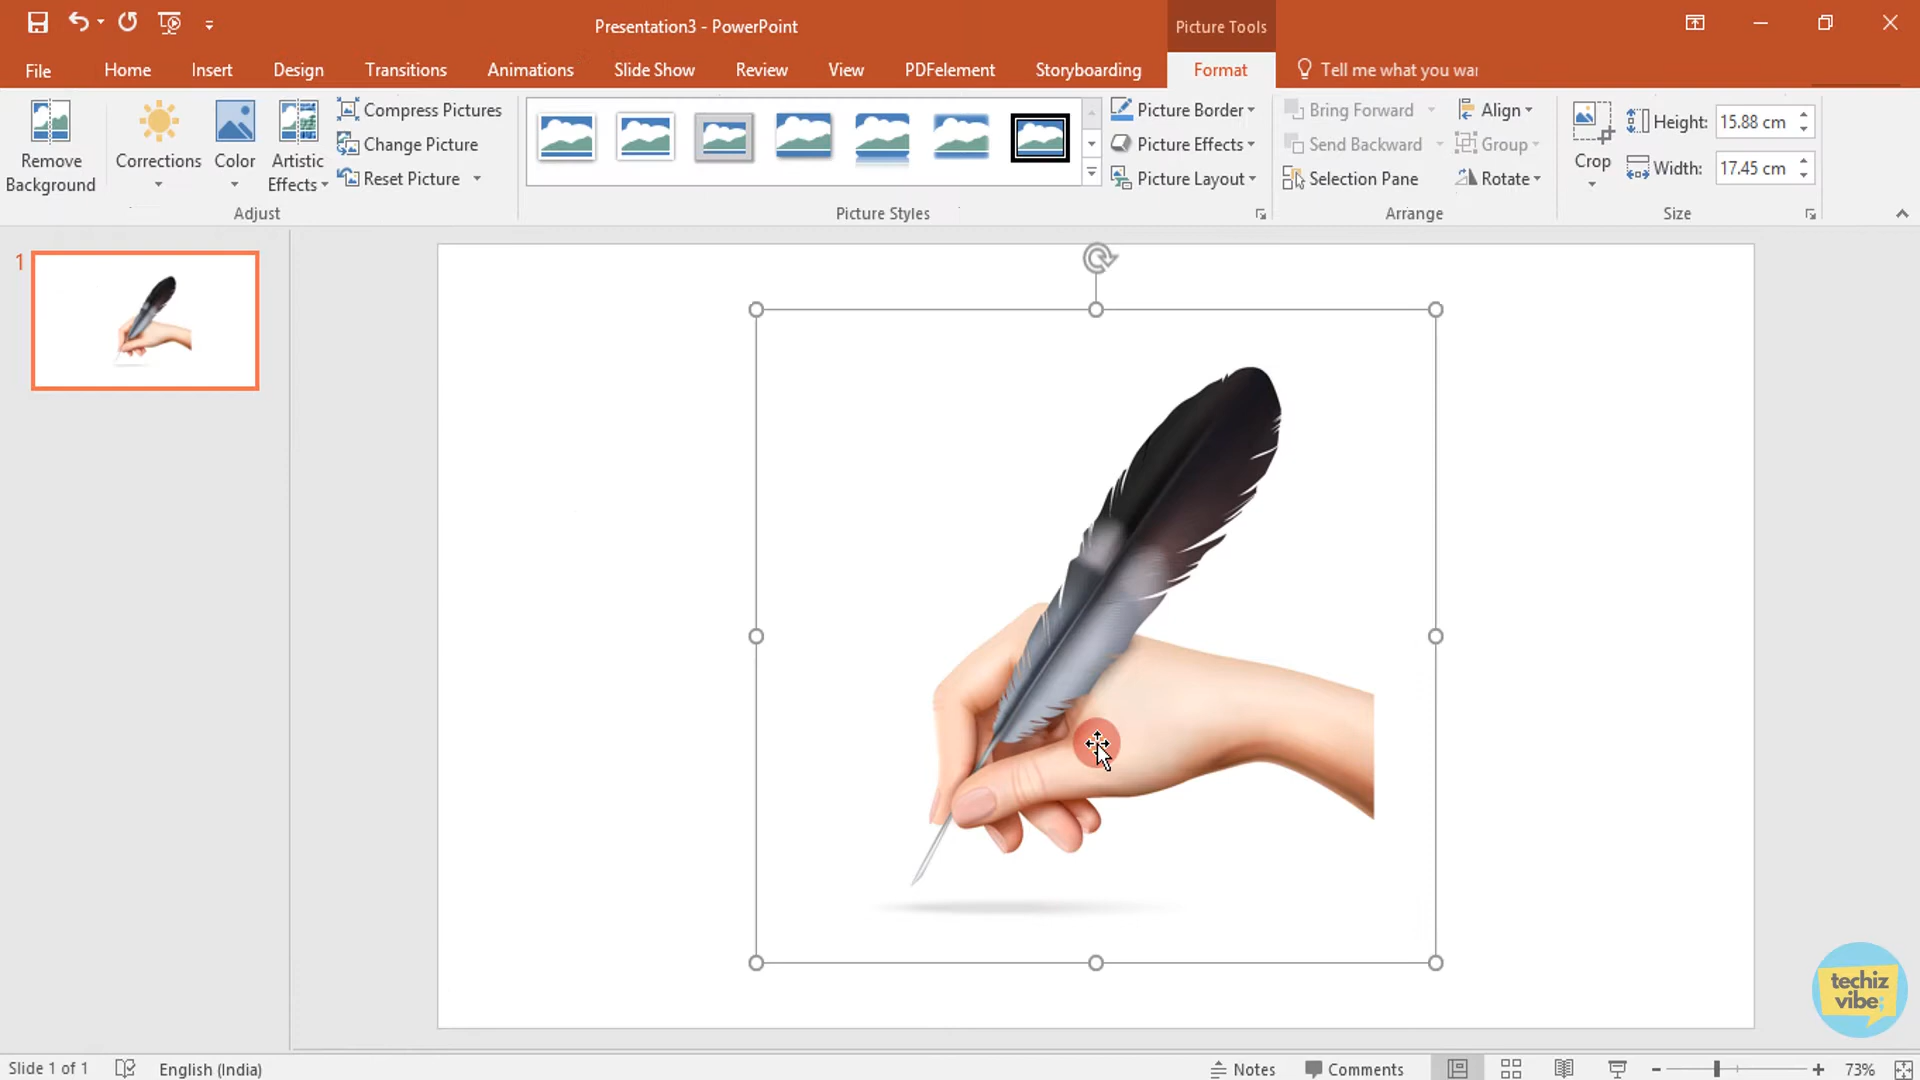 Presentation3 - PowerPoint
Picture Tools
File Home Insert Design Transitions Animations Slide Show Review View PDFelement Storyboarding Format Tell me what you wa
Remove Background
Corrections
Color
Artistic Effects
Compress Pictures
Change Picture
Reset Picture
Adjust
Picture Styles
Picture Border
Picture Effects
Picture Layout
Bring Forward
Send Backward
Selection Pane
Align
Group
Rotate
Arrange
Crop
Height: 15.88 cm
Width: 17.45 cm
Size
1
techiz
vibe;
Slide 1 of 1 English (India) Notes Comments 73%